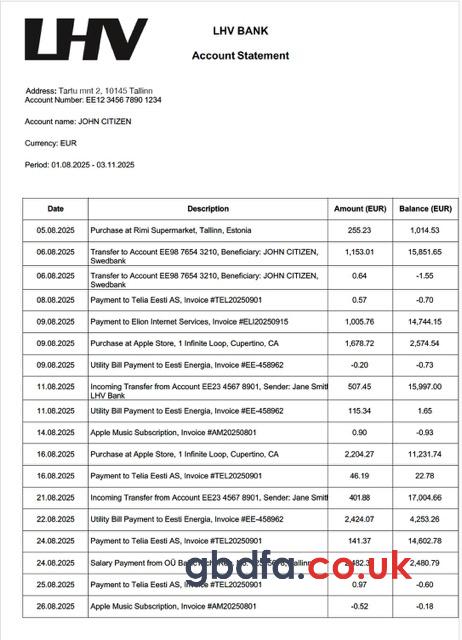 LHV
LHV BANK
Account Statement
Address: Tartu mnt 2, 10145 Tallinn
Account Number: EE12 3456 7890 1234
Account name: JOHN CITIZEN
Currency: EUR
Period: 01.08.2025 - 03.11.2025
Date Description Amount (EUR) Balance (EUR)
05.08.2025 Purchase at Rimi Supermarket, Tallinn, Estonia 255.23 1,014.53
06.08.2025 Transfer to Account EE98 7654 3210, Beneficiary: JOHN CITIZEN, 1,153.01 15,851.65
Swedbank
06.08.2025 Transfer to Account EE98 7654 3210, Beneficiary: JOHN CITIZEN, 0.64 -1.55
Swedbank
08.08.2025 Payment to Telia Eesti AS, Invoice #TEL20250901 0.57 -0.70
09.08.2025 Payment to Elion Internet Services, Invoice #ELI20250915 1,005.76 14,744.15
09.08.2025 Purchase at Apple Store, 1 Infinite Loop, Cupertino, CA 1,678.72 2,574.54
09.08.2025 Utility Bill Payment to Eesti Energia, Invoice #EE-458962 -0.20 -0.73
11.08.2025 Incoming Transfer from Account EE23 4567 8901, Sender: Jane Smit 507.45 15,997.00
LHV Bank
11.08.2025 Utility Bill Payment to Eesti Energia, Invoice #EE-458962 115.34 1.65
14.08.2025 Apple Music Subscription, Invoice #AM20250801 0.90 -0.93
16.08.2025 Purchase at Apple Store, 1 Infinite Loop, Cupertino, CA 2,204.27 11,231.74
16.08.2025 Payment to Telia Eesti AS, Invoice #TEL20250901 46.19 22.78
21.08.2025 Incoming Transfer from Account EE23 4567 8901, Sender: Jane Smit 401.88 17,004.66
22.08.2025 Utility Bill Payment to Eesti Energia, Invoice #EE-458962 2,424.07 4,253.26
24.08.2025 Payment to Telia Eesti AS, Invoice #TEL20250901 141.37 14,602.78
24.08.2025 Salary Payment from OÜ Tallinn 2,480.79
gbdfa.co.uk
25.08.2025 Payment to Telia Eesti AS, Invoice #TEL20250901 0.97 -0.60
26.08.2025 Apple Music Subscription, Invoice #AM20250801 -0.52 -0.18